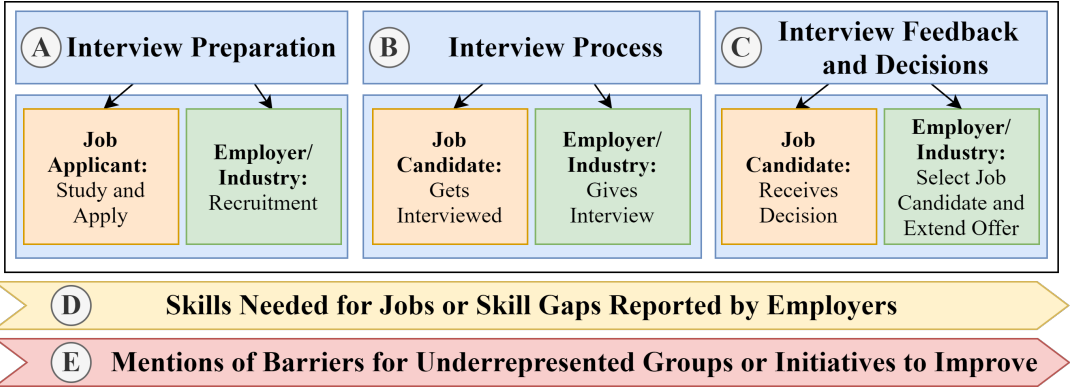 A Interview Preparation
Job
Applicant:
Study and
Apply
Employer/
Industry:
Recruitment
B Interview Process
Job
Candidate:
Gets
Interviewed
Employer/
Industry:
Gives
Interview
C Interview Feedback
and Decisions
Job
Candidate:
Receives
Decision
Employer/
Industry:
Select Job
Candidate and
Extend Offer
D Skills Needed for Jobs or Skill Gaps Reported by Employers
E Mentions of Barriers for Underrepresented Groups or Initiatives to Improve